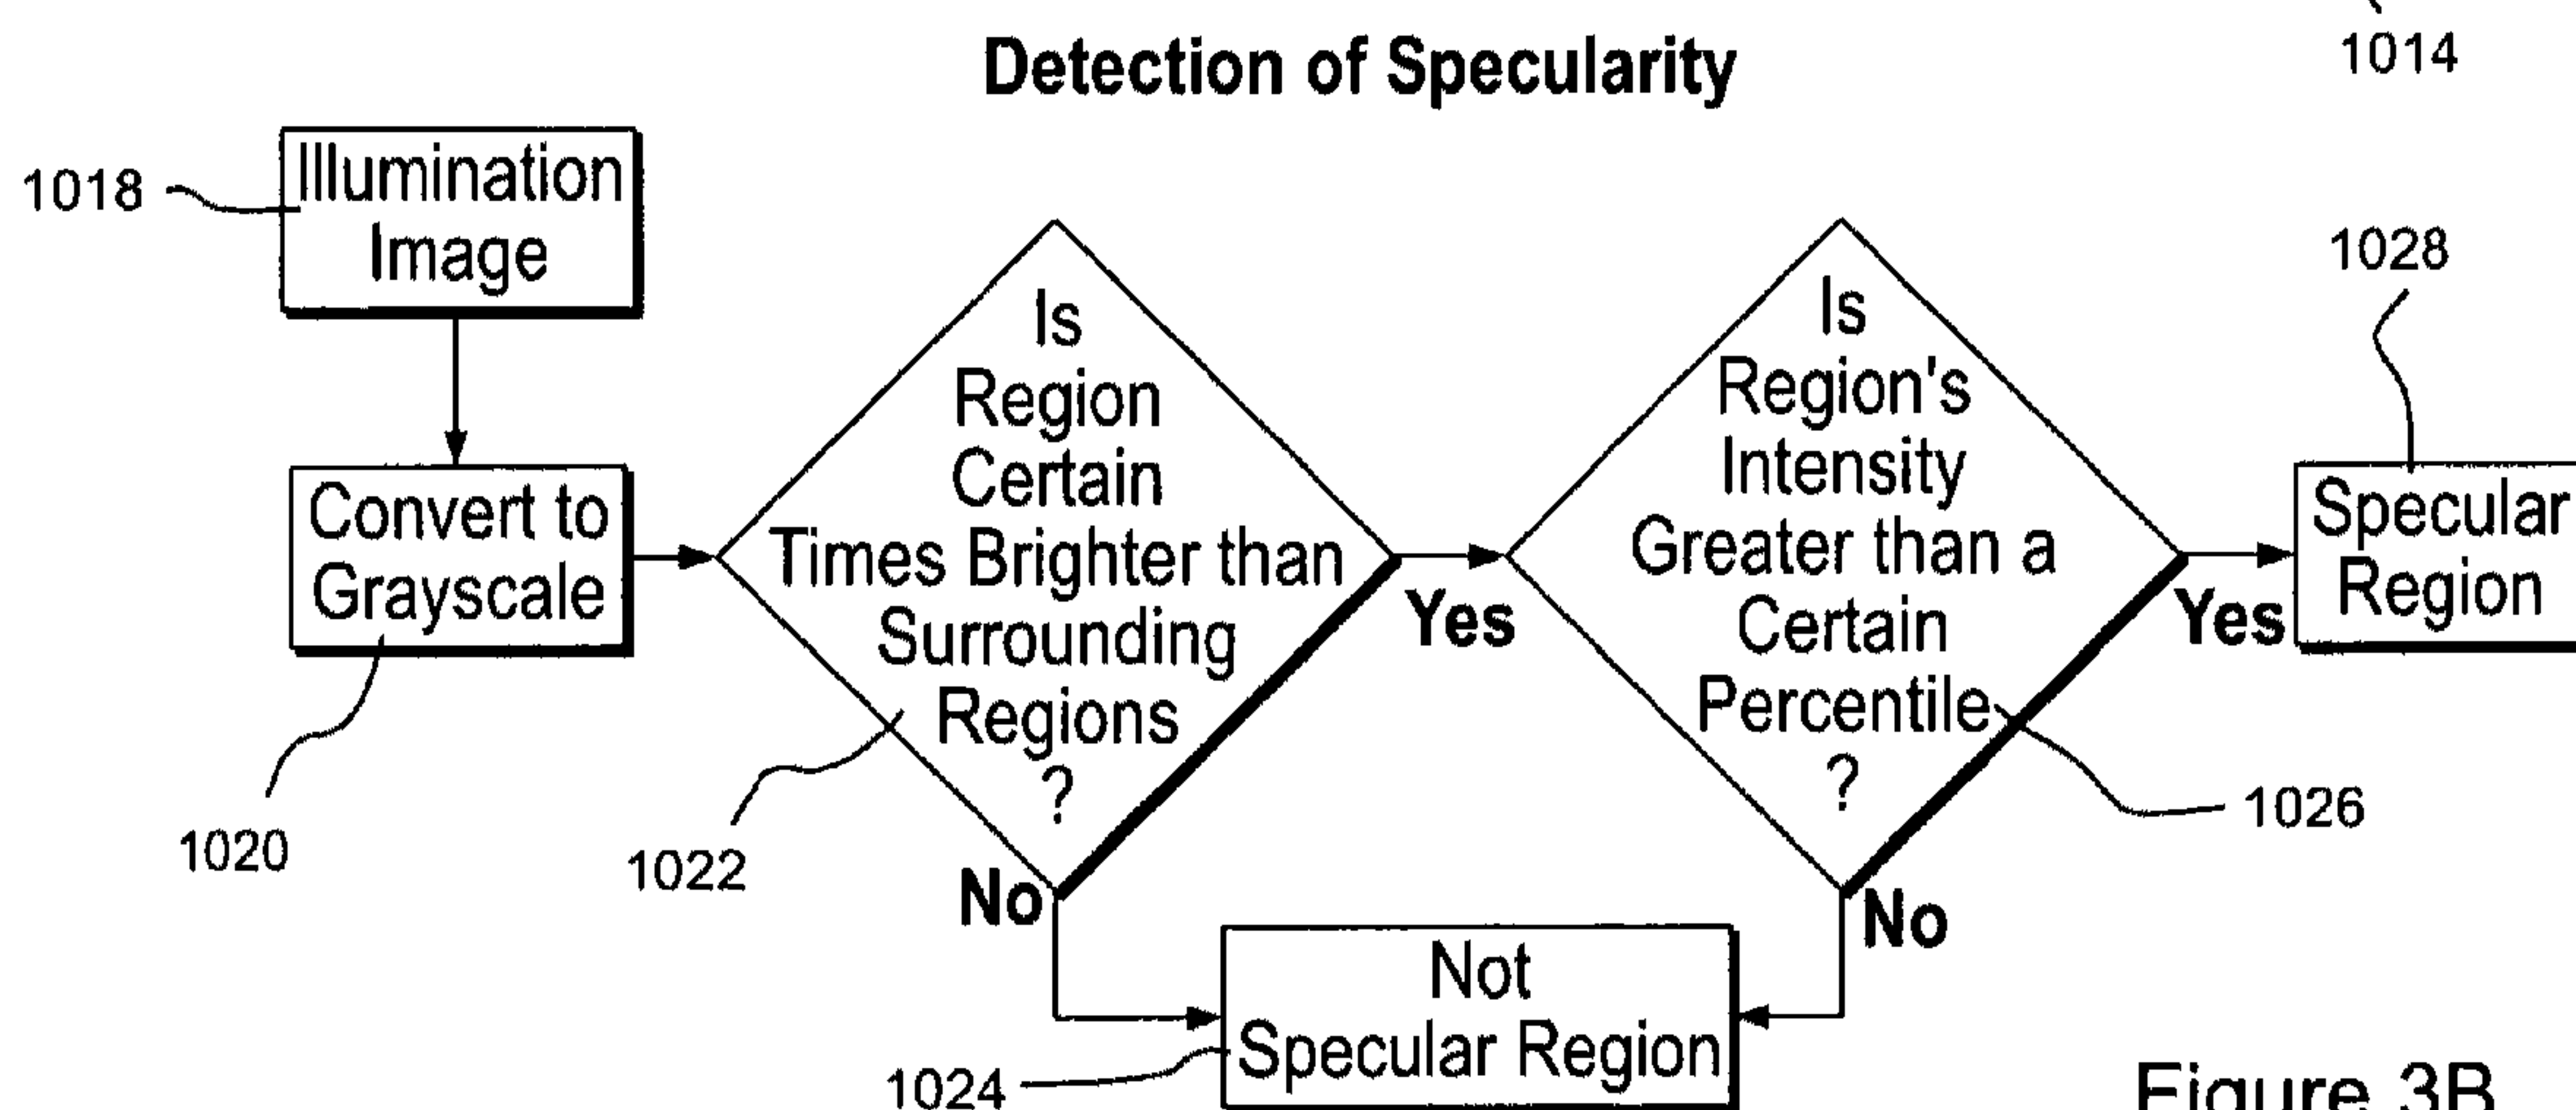 1014
Detection of Specularity
1018
Illumination
Image
Convert to
Grayscale
1020
Is
Region
Certain
Times Brighter than
Surrounding
Regions
?
1022
Yes
No
Is
Region's
Intensity
Greater than a
Certain
Percentile
?
1026
Yes
No
1028
Specular
Region
Not
Specular Region
1024
Figure 3B